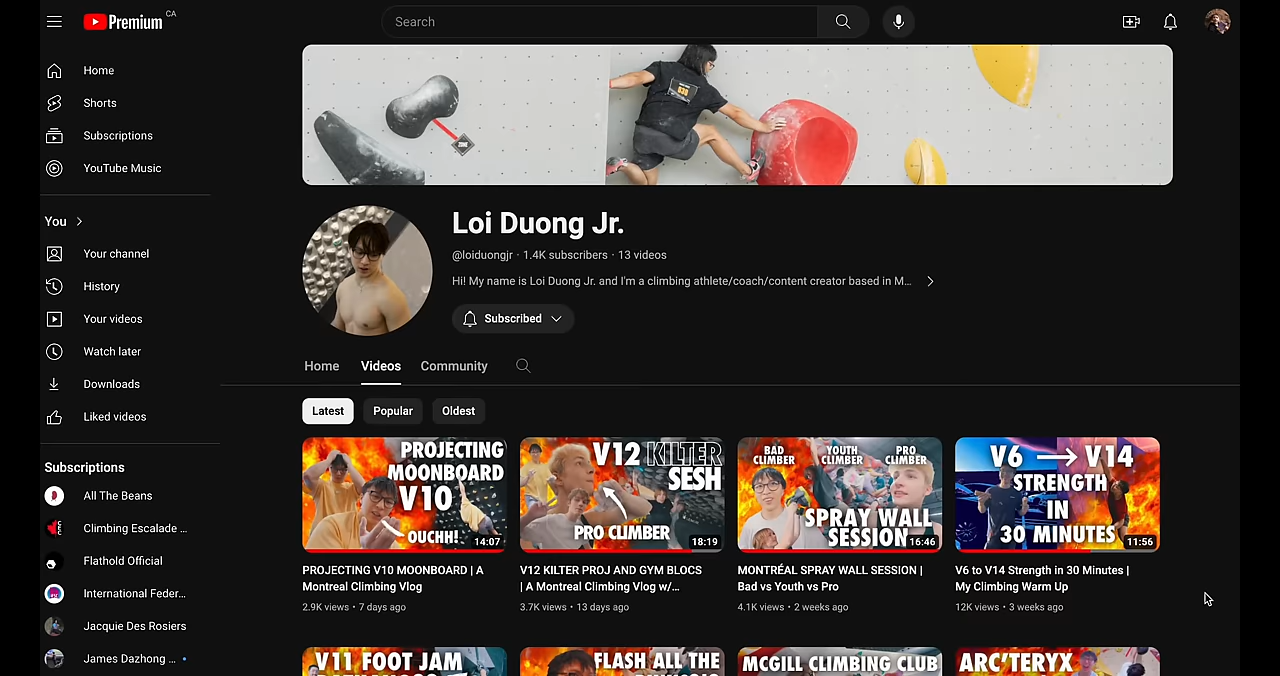 Premium CA
Search
Home
Shorts
Subscriptions
YouTube Music
You
Your channel
History
Your videos
Watch later
Downloads
Liked videos
Subscriptions
All The Beans
Climbing Escalade ...
Flathold Official
International Feder...
Jacquie Des Rosiers
James Dazhong ...
ZONE
Loi Duong Jr.
@loiduongjr · 1.4K subscribers · 13 videos
Hi! My name is Loi Duong Jr. and I'm a climbing athlete/coach/content creator based in M...
Subscribed
Home Videos Community
Latest Popular Oldest
PROJECTING
MOONBOARD
V10
OUCHH!
14:07
PROJECTING V10 MOONBOARD | A
Montreal Climbing Vlog
2.9K views • 7 days ago
V12 KILTER
SESH
PRO CLIMBER
18:19
V12 KILTER PROJ AND GYM BLOCS
| A Montreal Climbing Vlog w/...
3.7K views • 13 days ago
BAD
CLIMBER
YOUTH
CLIMBER
PRO
CLIMBER
SPRAY WALL
SESSION
16:46
MONTRÉAL SPRAY WALL SESSION |
Bad vs Youth vs Pro
4.1K views • 2 weeks ago
V6 → V14
STRENGTH
IN
30 MINUTES
11:56
V6 to V14 Strength in 30 Minutes |
My Climbing Warm Up
12K views • 3 weeks ago
V11 FOOT JAM
FLASH ALL THE
MCGILL CLIMBING CLUB
ARC'TERYX